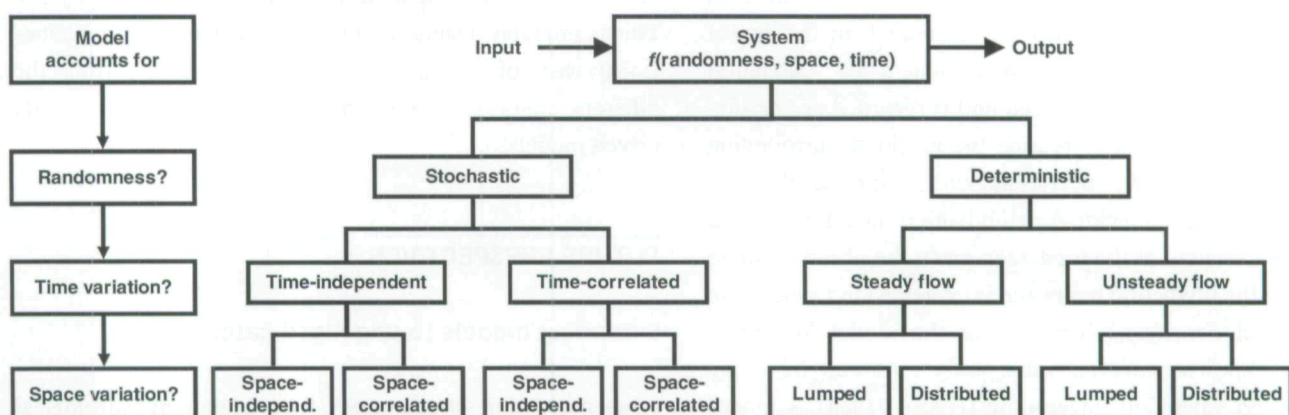 Model
accounts for
Input
System
f(randomness, space, time)
Output
Randomness?
Stochastic
Deterministic
Time variation?
Time-independent
Time-correlated
Steady flow
Unsteady flow
Space variation?
Space-
independ.
Space-
correlated
Space-
independ.
Space-
correlated
Lumped
Distributed
Lumped
Distributed